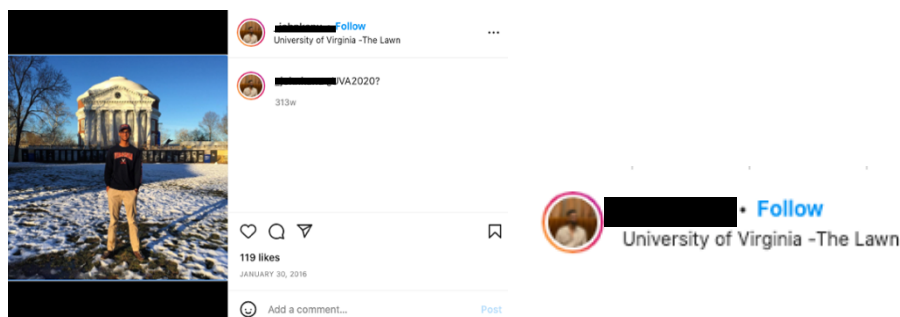 Follow
University of Virginia -The Lawn
UVA2020?
313w
119 likes
JANUARY 30, 2016
Add a comment...
Post
• Follow
University of Virginia -The Lawn